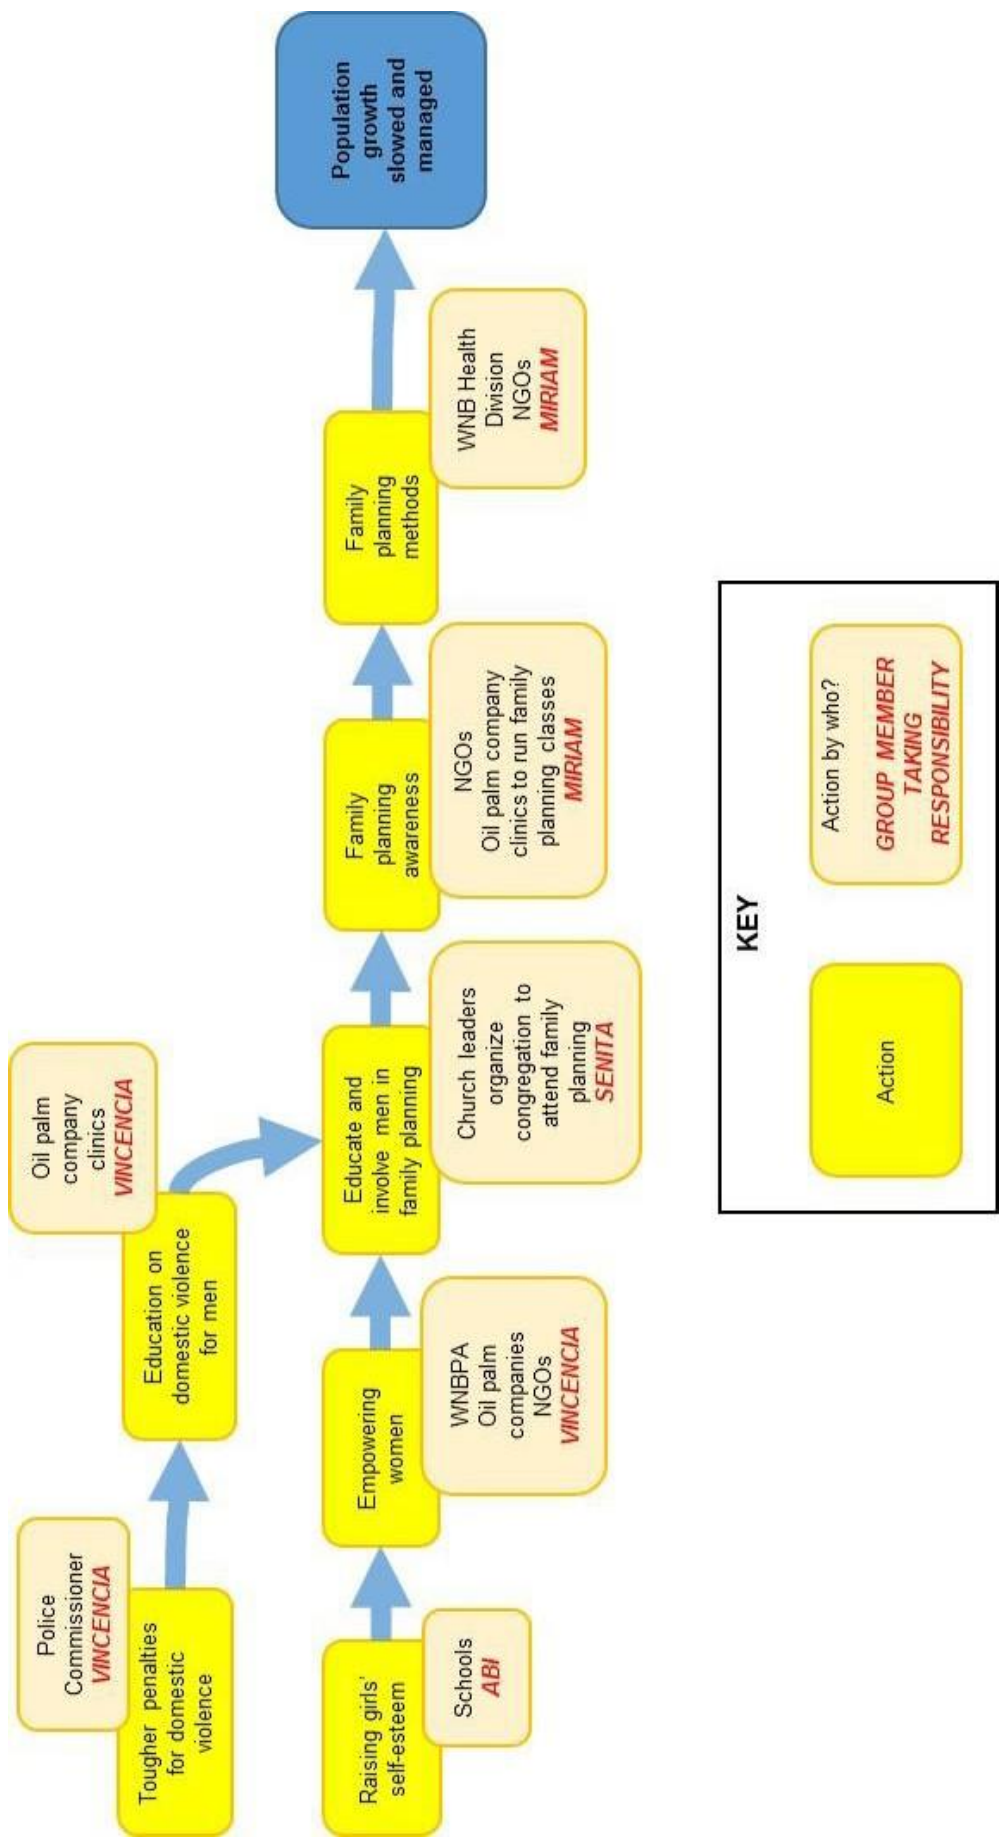 Police
Commissioner
VINCENCIA
Tougher penalties
for domestic
violence
Oil palm
company
clinics
VINCENCIA
Education on
domestic violence
for men
Raising girls'
self-esteem
Schools
ABI
Empowering
women
WNBPA
Oil palm
companies
NGOs
VINCENCIA
Educate and
involve men in
family planning
Church leaders
organize
congregation to
attend family
planning
SENITA
Family
planning
awareness
NGOs
Oil palm company
clinics to run family
planning classes
MIRIAM
Family
planning
methods
WNB Health
Division
NGOs
MIRIAM
Population
growth
slowed and
managed
KEY
Action
Action by who?
GROUP MEMBER
TAKING
RESPONSIBILITY